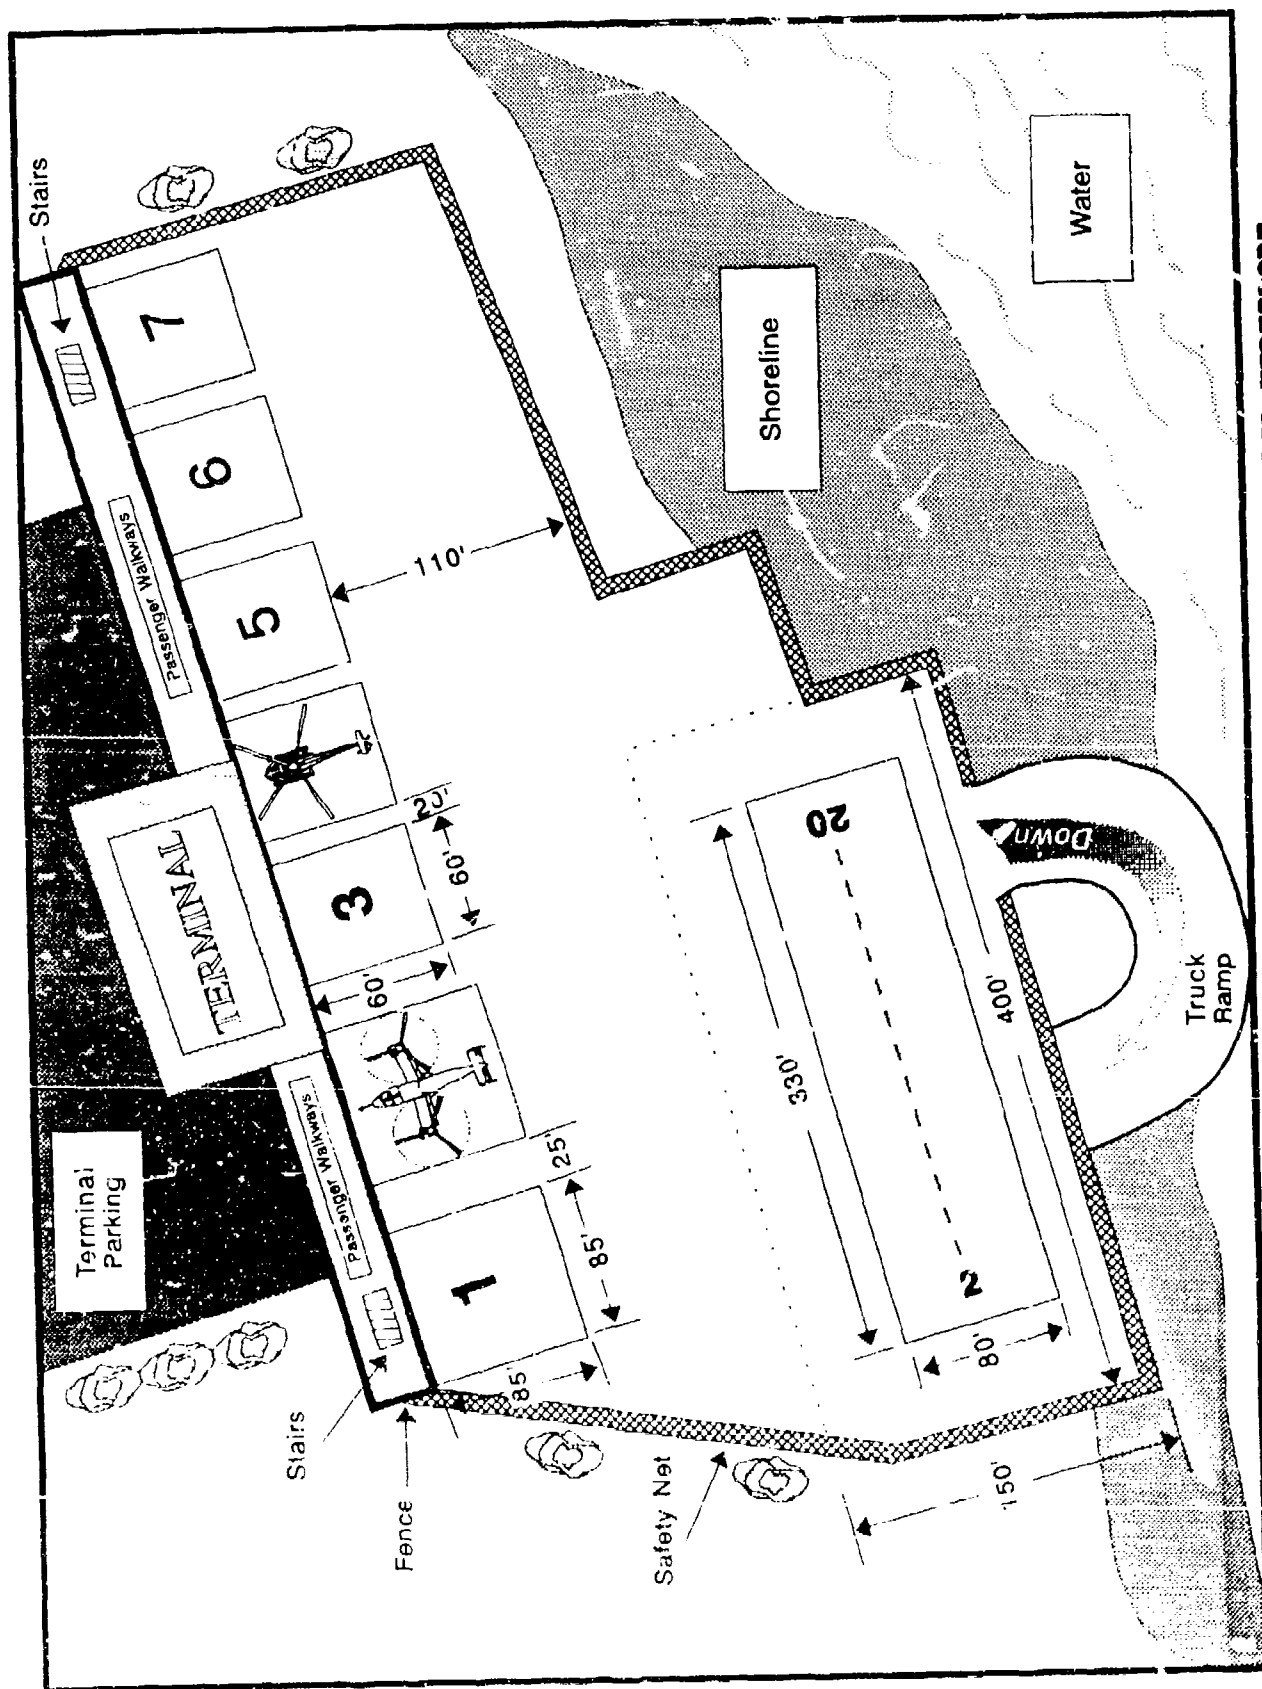 Stairs
7
6
5
3
1
Passenger Walkways
110'
TERMINAL
20'
60'
60'
Passenger Walkways
Terminal
Parking
25'
85'
85'
Stairs
Fence
Safety Net
Shoreline
Water
20
2
330'
400'
80'
150'
Down
Truck
Ramp